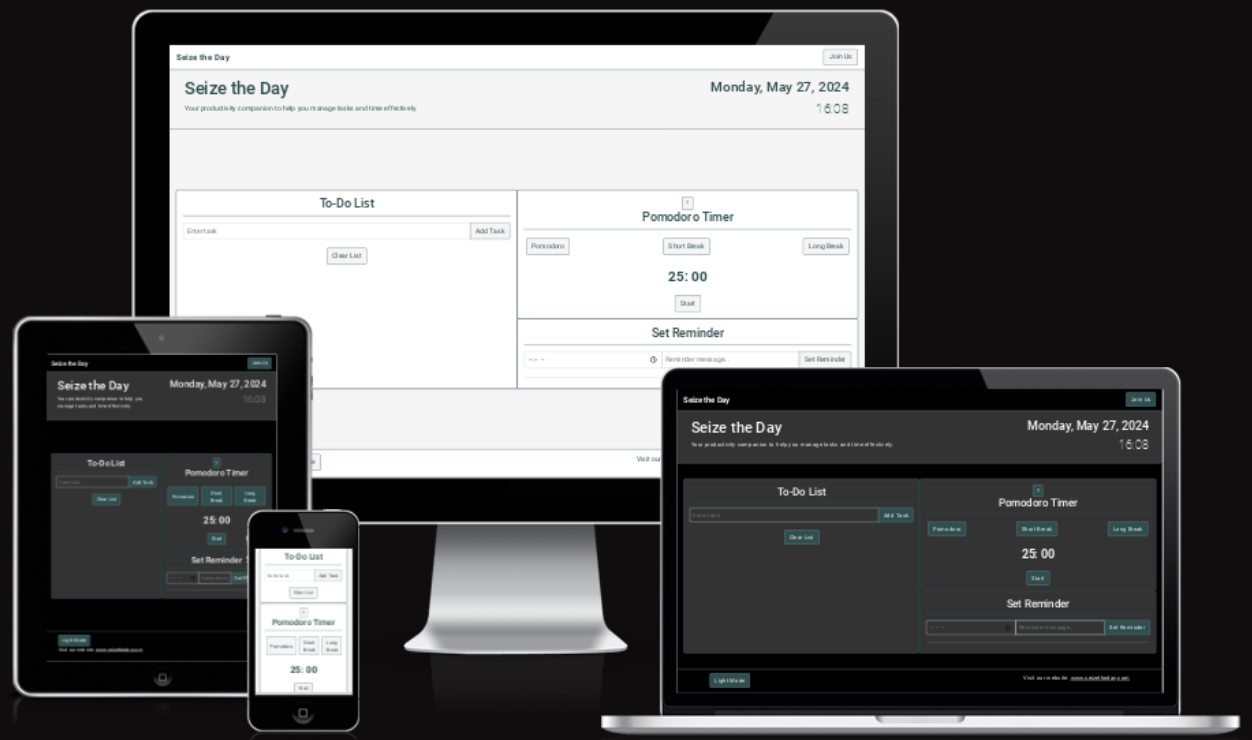 Seize the Day
Join Us
Seize the Day
Monday, May 27, 2024
Your productivity companion to help you manage tasks and time effectively.
16:08
To-Do List
Enter task
Add Task
Clear List
Pomodoro Timer
Pomodoro
Short Break
Long Break
25:00
Start
Set Reminder
--:-- --
Reminder message...
Set Reminder
Visit our
Seize the Day
Join Us
Seize the Day
Monday, May 27, 2024
Your productivity companion to help you
manage tasks and time effectively.
16:08
To-Do List
Enter task
Add Task
Clear List
Pomodoro Timer
Pomodoro
Short
Break
Long
Break
25:00
Start
Set Reminder
Light Mode
Visit our website: www.seizetheday.com
To-Do List
Enter task
Add Task
Clear List
Pomodoro Timer
Pomodoro
Short
Break
Long
Break
25:00
Start
Seize the Day
Join Us
Seize the Day
Monday, May 27, 2024
Your productivity companion to help you manage tasks and time effectively.
16:08
To-Do List
Enter task
Add Task
Clear List
Pomodoro Timer
Pomodoro
Short Break
Long Break
25:00
Start
Set Reminder
--:-- --
Reminder message...
Set Reminder
Light Mode
Visit our website: www.seizetheday.com